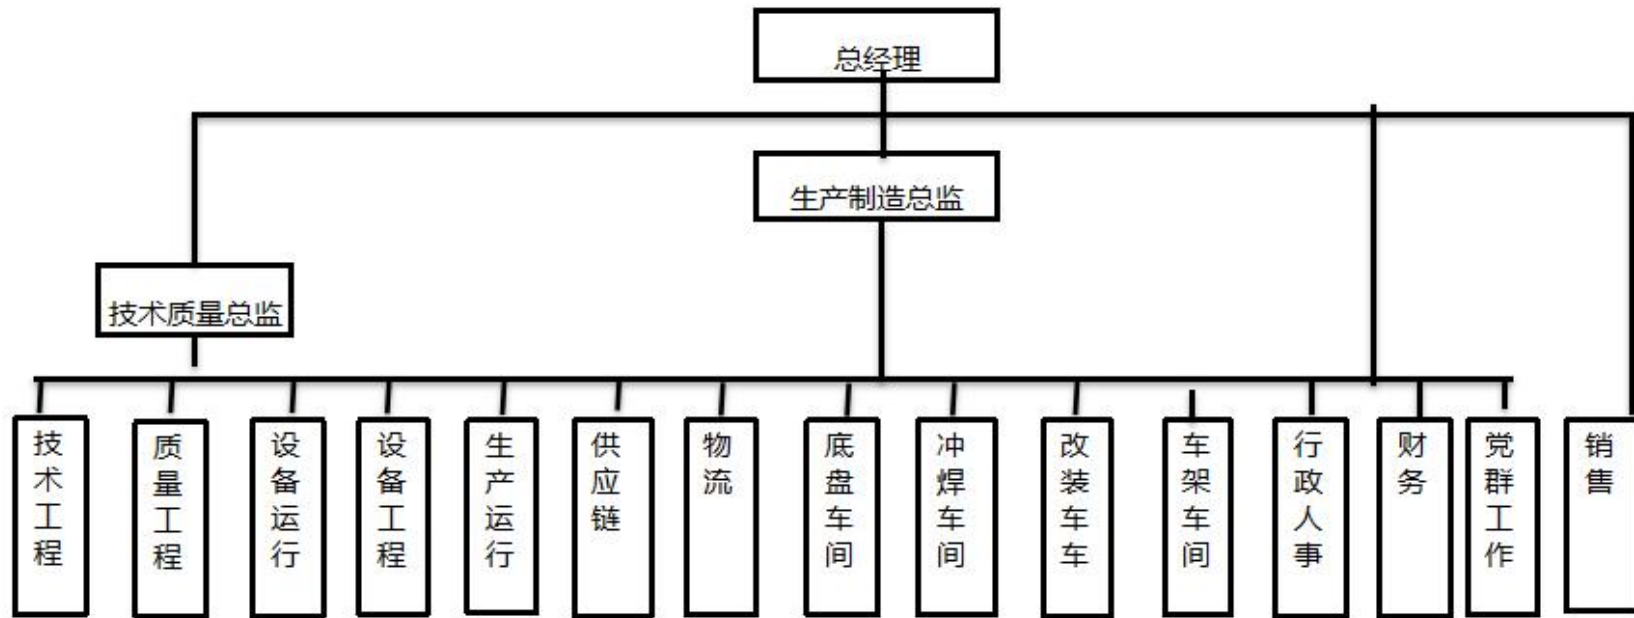 总经理
生产制造总监
技术质量总监
技术工程
质量工程
设备运行
设备工程
生产运行
供应链
物流
底盘车间
冲焊车间
改装车车
车架车间
行政人事
财务
党群工作
销售